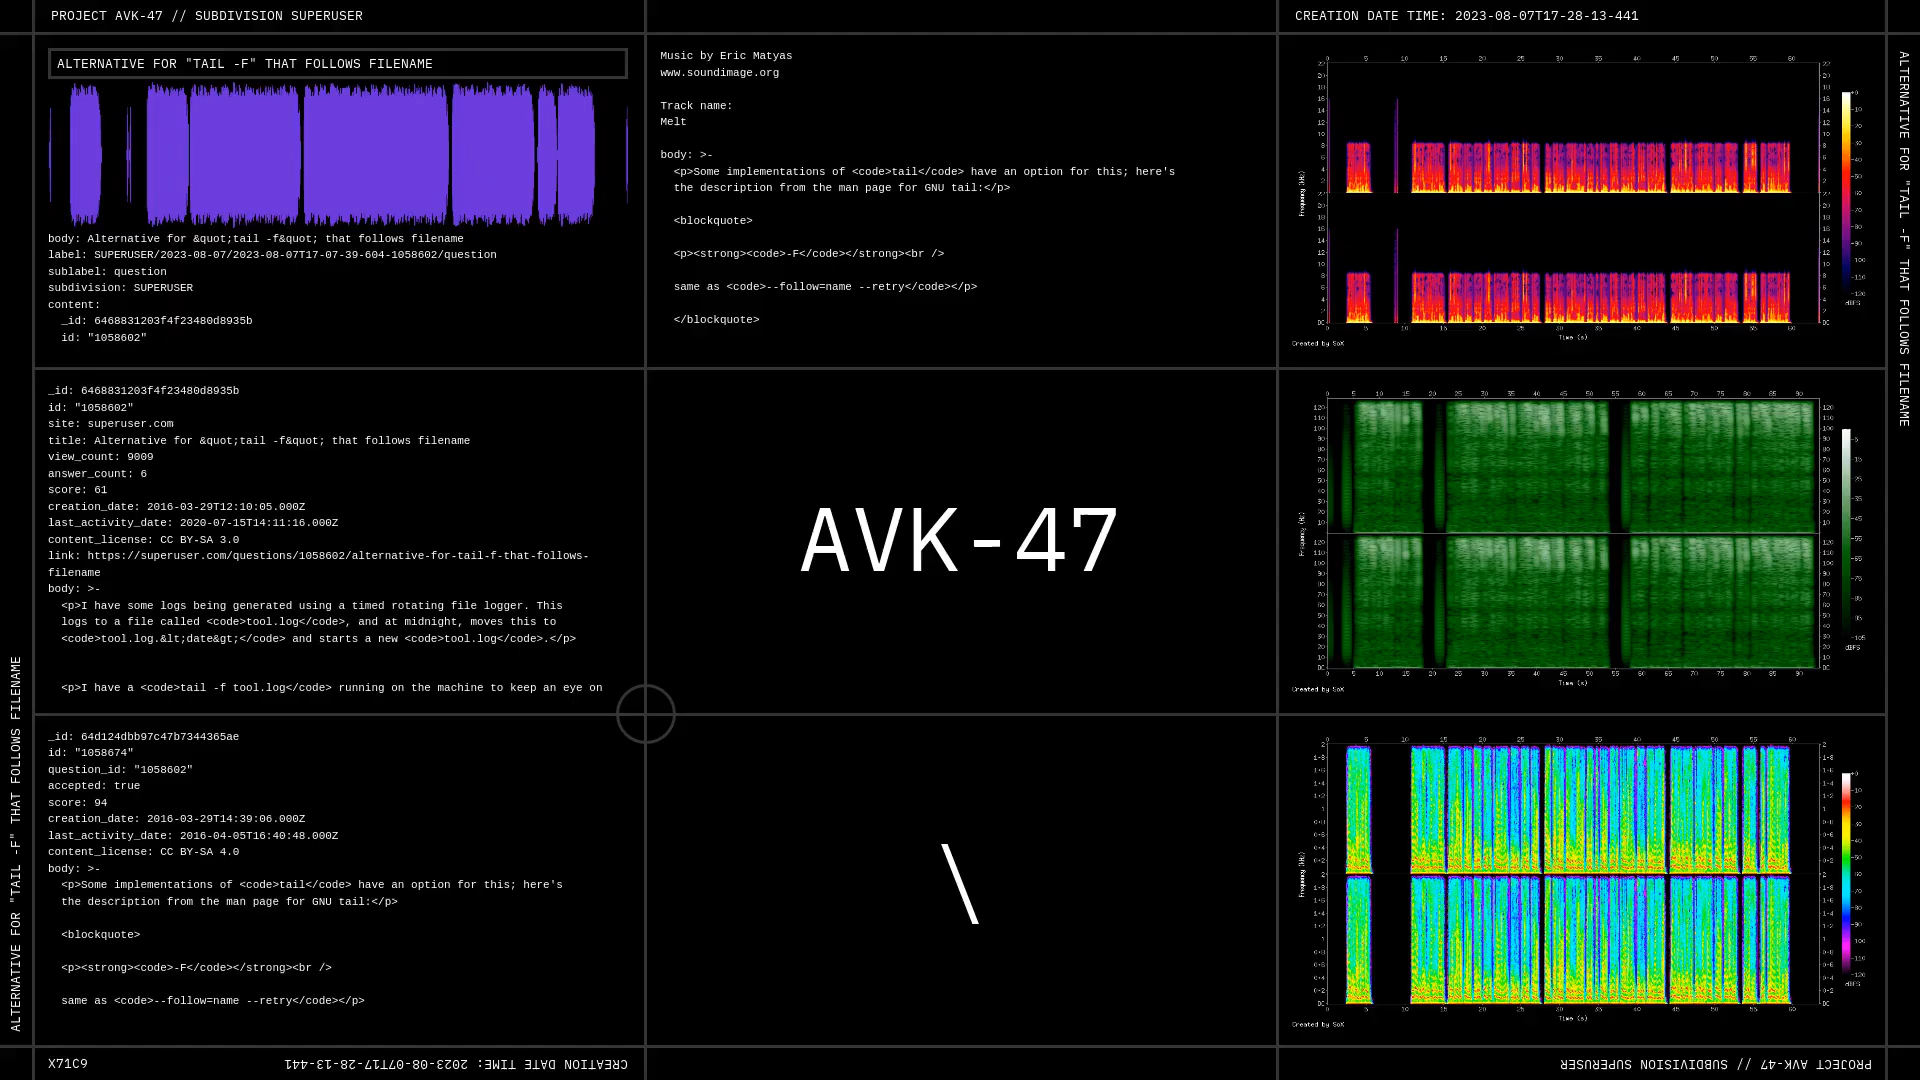 PROJECT AVK-47 // SUBDIVISION SUPERUSER
CREATION DATE TIME: 2023-08-07T17-28-13-441
ALTERNATIVE FOR "TAIL -F" THAT FOLLOWS FILENAME
body: Alternative for &quot;tail -f&quot; that follows filename
label: SUPERUSER/2023-08-07/2023-08-07T17-07-39-604-1058602/question
sublabel: question
subdivision: SUPERUSER
content:
_id: 6468831203f4f23480d8935b
id: "1058602"
Music by Eric Matyas
www.soundimage.org
Track name:
Melt
body: >-
<p>Some implementations of <code>tail</code> have an option for this; here's
the description from the man page for GNU tail:</p>
<blockquote>
<p><strong><code>-F</code></strong><br />
same as <code>--follow=name --retry</code></p>
</blockquote>
Frequency (kHz)
Time (s)
dBFS
Created by SoX
_id: 6468831203f4f23480d8935b
id: "1058602"
site: superuser.com
title: Alternative for &quot;tail -f&quot; that follows filename
view_count: 9009
answer_count: 6
score: 61
creation_date: 2016-03-29T12:10:05.000Z
last_activity_date: 2020-07-15T14:11:16.000Z
content_license: CC BY-SA 3.0
link: https://superuser.com/questions/1058602/alternative-for-tail-f-that-follows-
filename
body: >-
<p>I have some logs being generated using a timed rotating file logger. This
logs to a file called <code>tool.log</code>, and at midnight, moves this to
<code>tool.log.&lt;date&gt;</code> and starts a new <code>tool.log</code>.</p>
<p>I have a <code>tail -f tool.log</code> running on the machine to keep an eye on
AVK-47
Frequency (Hz)
Time (s)
dBFS
Created by SoX
_id: 64d124dbb97c47b7344365ae
id: "1058674"
question_id: "1058602"
accepted: true
score: 94
creation_date: 2016-03-29T14:39:06.000Z
last_activity_date: 2016-04-05T16:40:48.000Z
content_license: CC BY-SA 4.0
body: >-
<p>Some implementations of <code>tail</code> have an option for this; here's
the description from the man page for GNU tail:</p>
<blockquote>
<p><strong><code>-F</code></strong><br />
same as <code>--follow=name --retry</code></p>
\
Frequency (kHz)
Time (s)
dBFS
Created by SoX
ALTERNATIVE FOR "TAIL -F" THAT FOLLOWS FILENAME
ALTERNATIVE FOR "TAIL -F" THAT FOLLOWS FILENAME
X71C9
CREATION DATE TIME: 2023-08-07T17-28-13-441
PROJECT AVK-47 // SUBDIVISION SUPERUSER